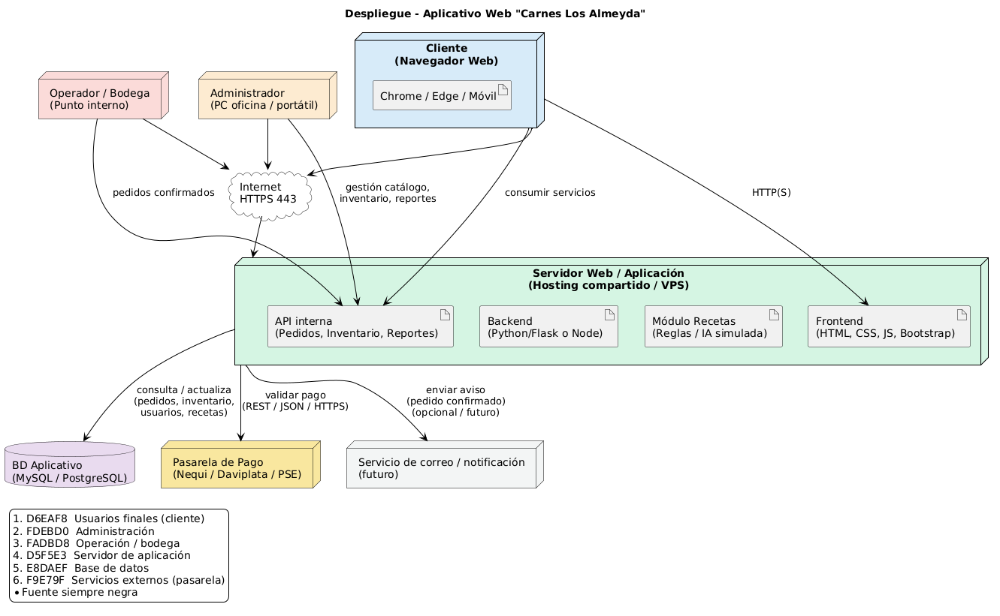 Despliegue - Aplicativo Web "Carnes Los Almeyda"
Cliente
(Navegador Web)
Chrome / Edge / Móvil
Operador / Bodega
(Punto interno)
Administrador
(PC oficina / portátil)
Internet
HTTPS 443
pedidos confirmados
gestión catálogo,
inventario, reportes
consumir servicios
HTTP(S)
Servidor Web / Aplicación
(Hosting compartido / VPS)
API interna
(Pedidos, Inventario, Reportes)
Backend
(Python/Flask o Node)
Módulo Recetas
(Reglas / IA simulada)
Frontend
(HTML, CSS, JS, Bootstrap)
consulta / actualiza
(pedidos, inventario,
usuarios, recetas)
validar pago
(REST / JSON / HTTPS)
enviar aviso
(pedido confirmado)
(opcional / futuro)
BD Aplicativo
(MySQL / PostgreSQL)
Pasarela de Pago
(Nequi / Daviplata / PSE)
Servicio de correo / notificación
(futuro)
1. D6EAF8  Usuarios finales (cliente)
2. FDEBD0  Administración
3. FADBD8  Operación / bodega
4. D5F5E3  Servidor de aplicación
5. E8DAEF  Base de datos
6. F9E79F  Servicios externos (pasarela)
• Fuente siempre negra